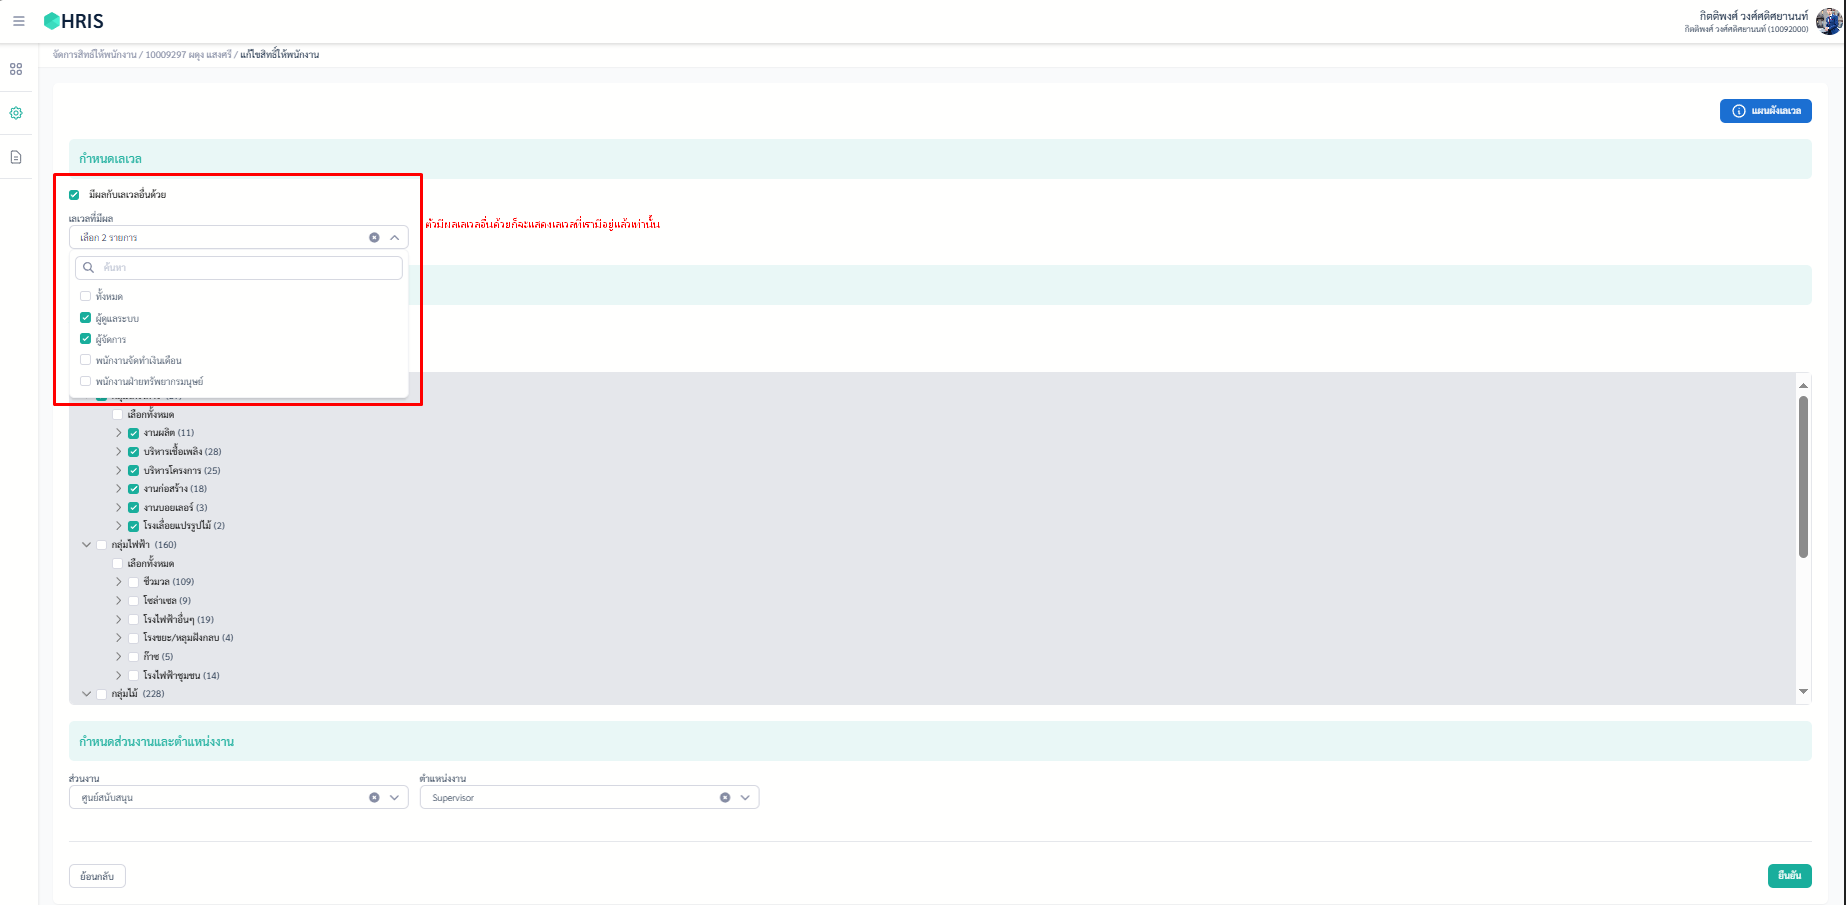 HRIS
กิตติพงศ์ วงศ์ศดิศยานนท์
กิตติพงศ์ วงศ์ศดิศยานนท์ (10092000)
จัดการสิทธ์ให้พนักงาน / 10009297 ผดุง แสงศรี / แก้ไขสิทธิ์ให้พนักงาน
แผนผังเลเวล
กำหนดเลเวล
มีผลกับเลเวลอื่นด้วย
เลเวลที่มีผล
ตัวมีผลเลเวลอื่นด้วยก็จะแสดงเลเวลที่เรามีอยู่แล้วเท่านั้น
เลือก 2 รายการ
ค้นหา
ทั้งหมด
ผู้ดูแลระบบ
ผู้จัดการ
พนักงานจัดทำเงินเดือน
พนักงานฝ่ายทรัพยากรมนุษย์
เลือกทั้งหมด
งานผลิต (11)
บริหารเชื้อเพลิง (28)
บริหารโครงการ (25)
งานก่อสร้าง (18)
งานบอยเลอร์ (3)
โรงเลื่อยแปรรูปไม้ (2)
กลุ่มไฟฟ้า (160)
เลือกทั้งหมด
ชีวมวล (109)
โซล่าเซล (9)
โรงไฟฟ้าอื่นๆ (19)
โรงขยะ/หลุมฝังกลบ (4)
ก๊าซ (5)
โรงไฟฟ้าชุมชน (14)
กลุ่มไม้ (228)
กำหนดส่วนงานและตำแหน่งงาน
ส่วนงาน
ตำแหน่งงาน
ศูนย์สนับสนุน
Supervisor
ย้อนกลับ
ยืนยัน